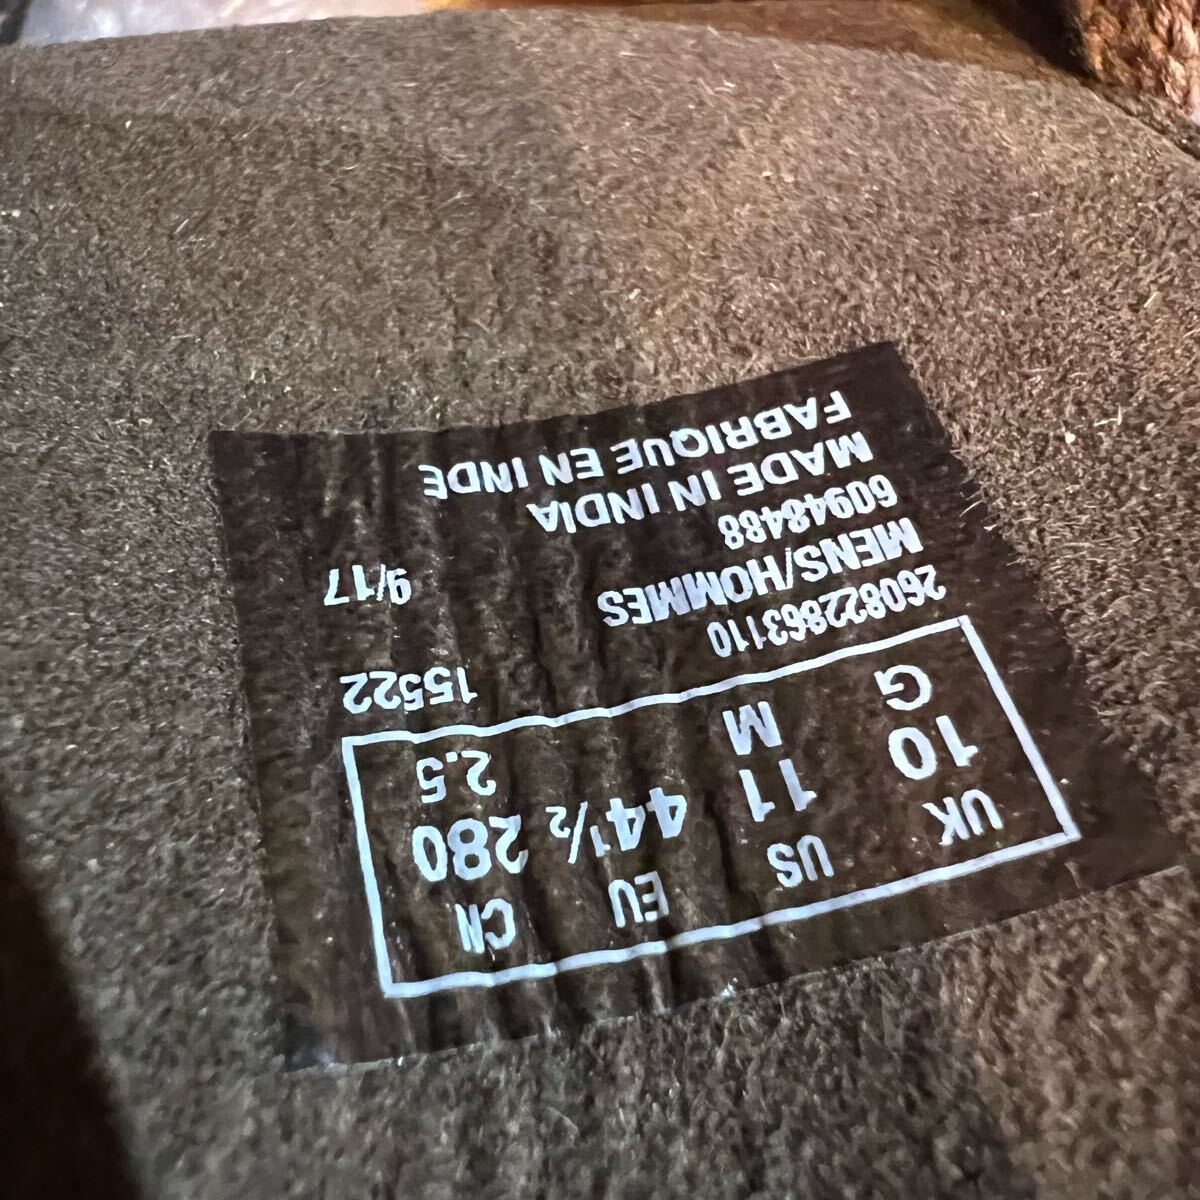 UK US EU CN
10 11 44½ 280
G M 2.5
260822863110 15522
MENS/HOMMES
60948488 9/17
MADE IN INDIA
FABRIQUE EN INDE